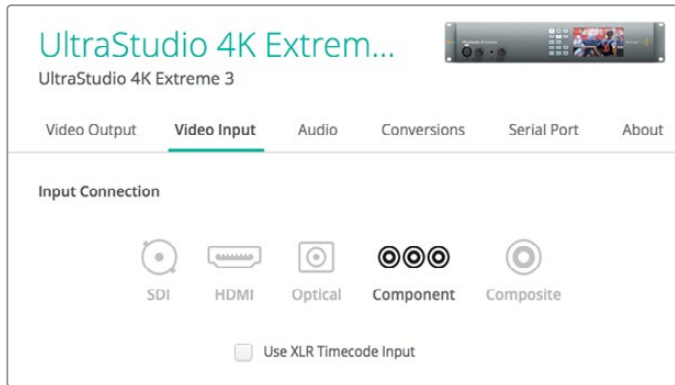 UltraStudio 4K Extrem...
UltraStudio 4K Extreme 3
Video Output Video Input Audio Conversions Serial Port About
Input Connection
SDI HDMI Optical Component Composite
Use XLR Timecode Input